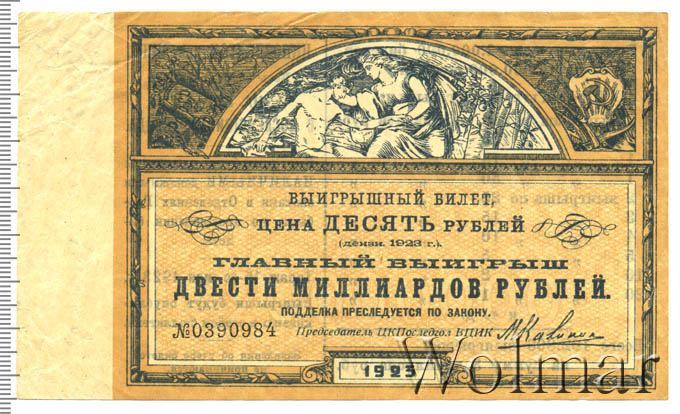 ВЫИГРЫШНЫЙ БИЛЕТ,
ЦЕНА ДЕСЯТЬ РУБЛЕЙ
(дензн. 1923 г.).
ГЛАВНЫЙ ВЫИГРЫШ
ДВЕСТИ МИЛЛИАРДОВ РУБЛЕЙ.
ПОДДЕЛКА ПРЕСЛЕДУЕТСЯ ПО ЗАКОНУ.
№0390984 Председатель ЦКПоследгол ВЦИК М Калинин
1923
Wolmar